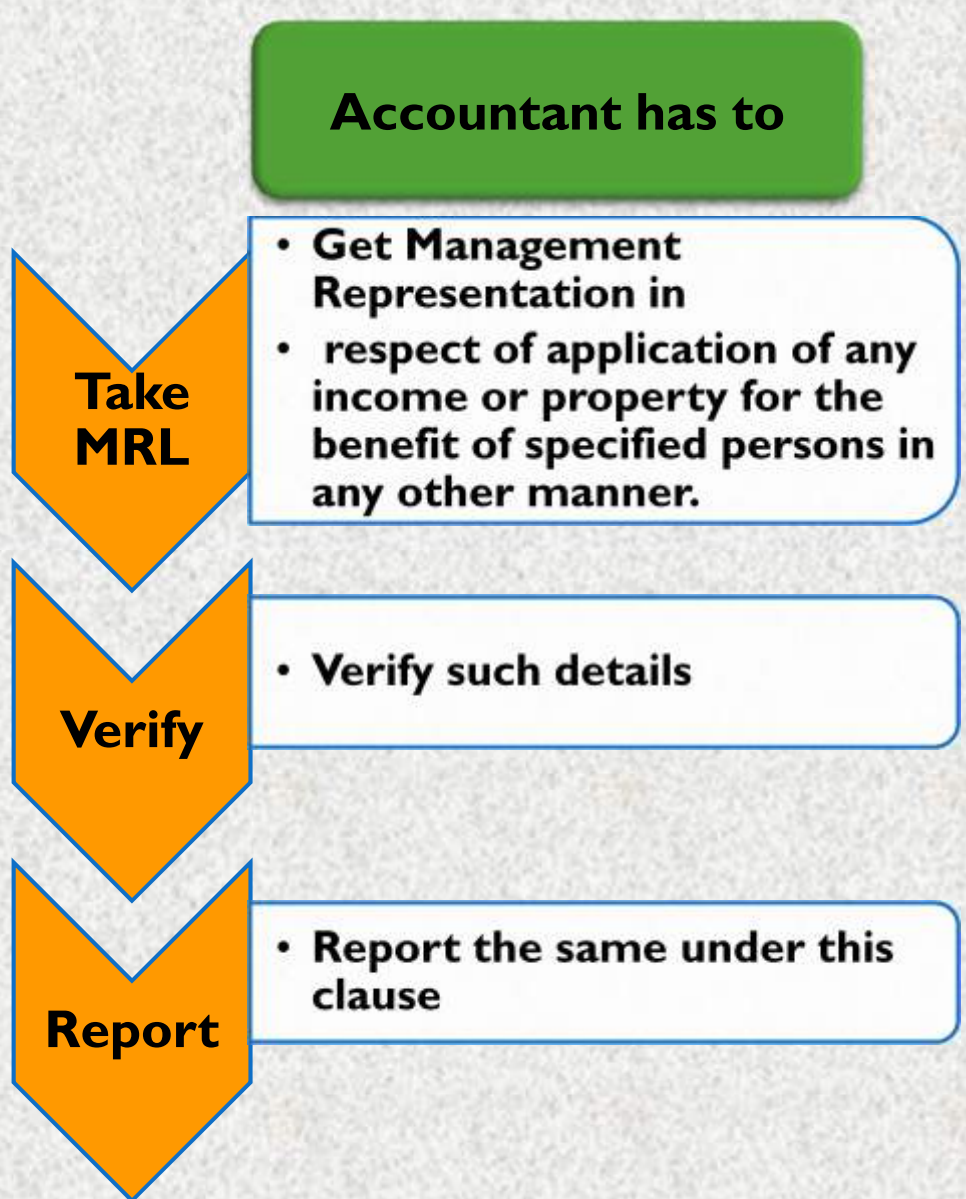 Accountant has to
Take
MRL
• Get Management
Representation in
• respect of application of any
income or property for the
benefit of specified persons in
any other manner.
Verify
• Verify such details
Report
• Report the same under this
clause